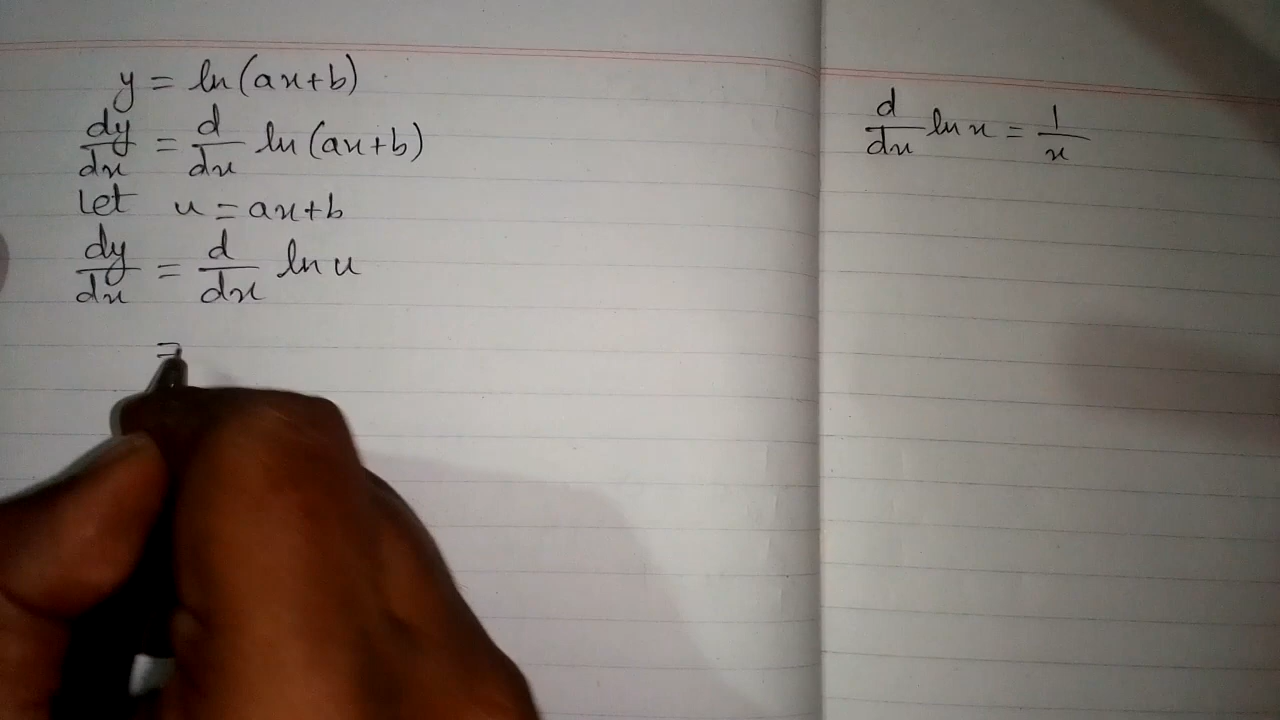 y = ln(ax+b)
dy/dx = d/dx ln(ax+b)
Let u = ax+b
dy/dx = d/dx ln u
=
d/dx ln x = 1/x